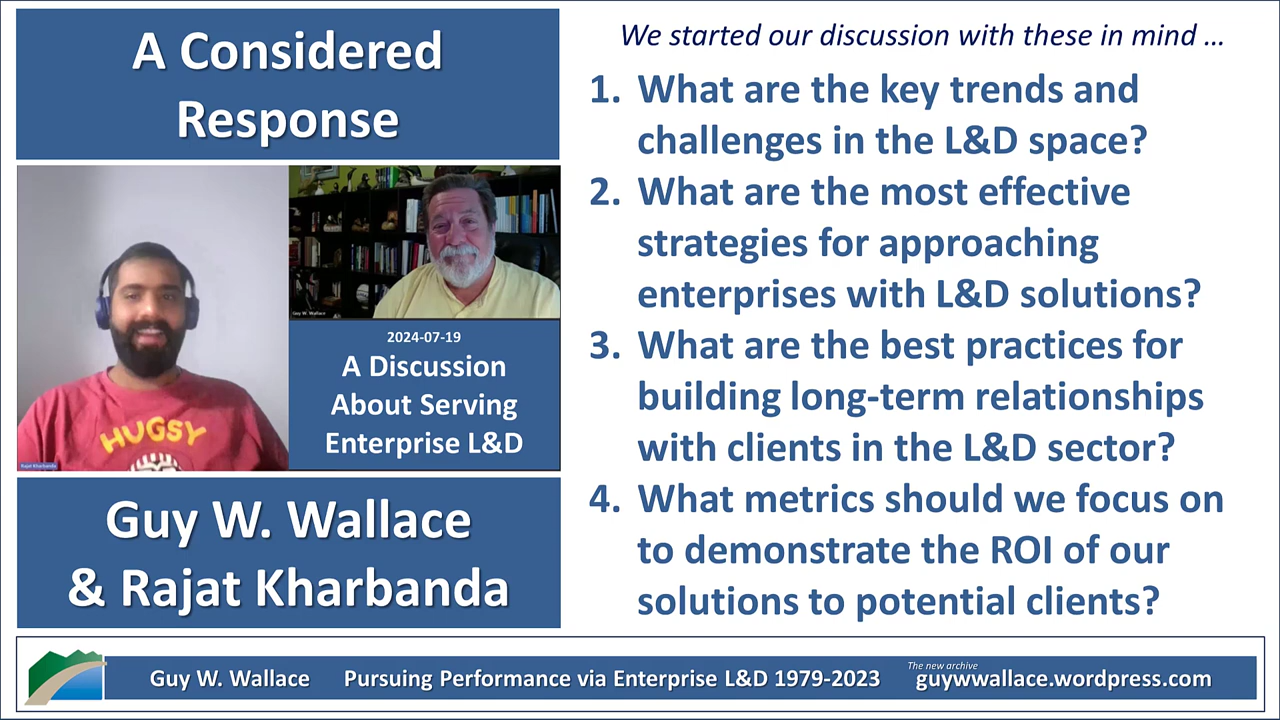 A Considered
Response
We started our discussion with these in mind …
1. What are the key trends and
challenges in the L&D space?
2. What are the most effective
strategies for approaching
enterprises with L&D solutions?
3. What are the best practices for
building long-term relationships
with clients in the L&D sector?
4. What metrics should we focus on
to demonstrate the ROI of our
solutions to potential clients?
HUGSY
Rajat Kharbanda
Guy W. Wallace
2024-07-19
A Discussion
About Serving
Enterprise L&D
Guy W. Wallace
& Rajat Kharbanda
Guy W. Wallace Pursuing Performance via Enterprise L&D 1979-2023
The new archive
guywwallace.wordpress.com